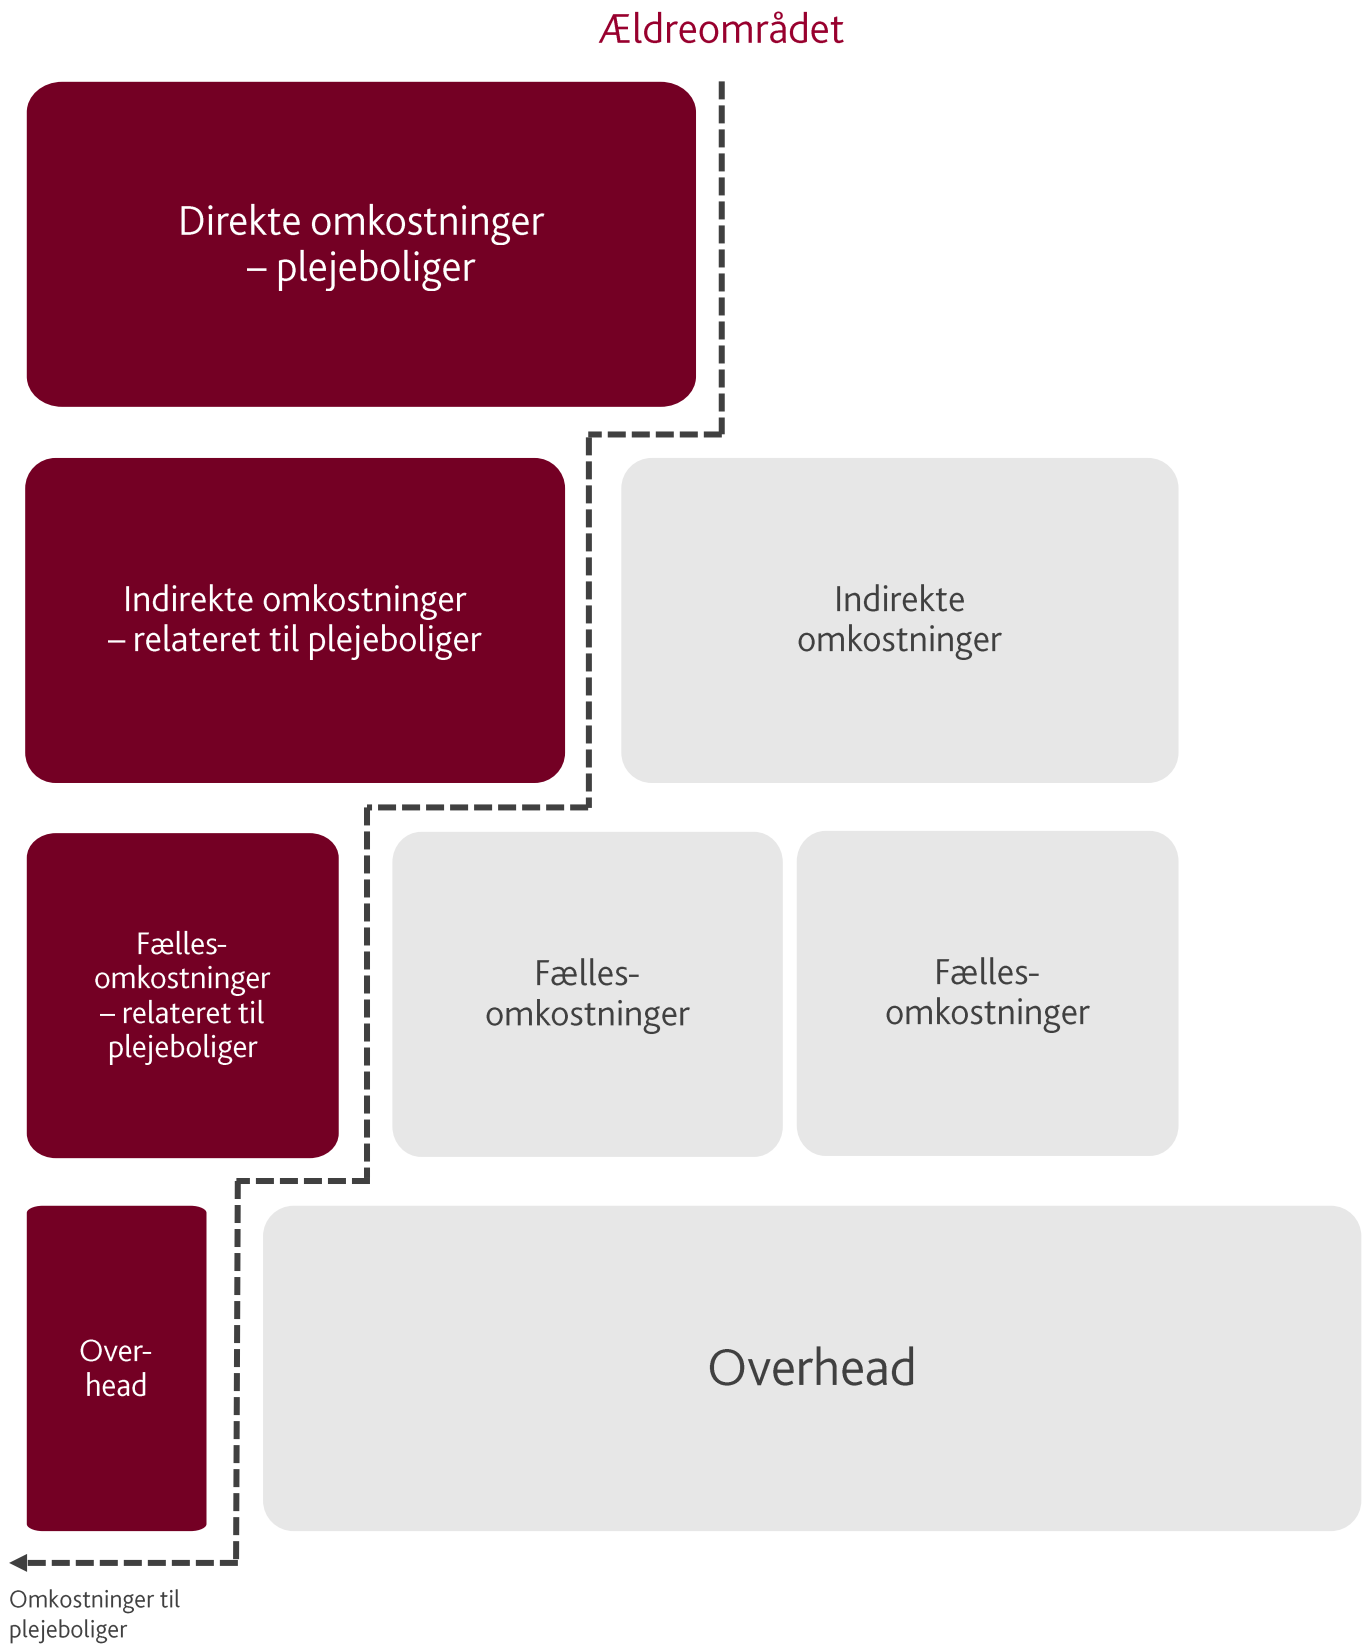 Ældreområdet
Direkte omkostninger
– plejeboliger
Indirekte omkostninger
– relateret til plejeboliger
Indirekte
omkostninger
Fælles-
omkostninger
– relateret til
plejeboliger
Fælles-
omkostninger
Fælles-
omkostninger
Over-
head
Overhead
Omkostninger til
plejeboliger